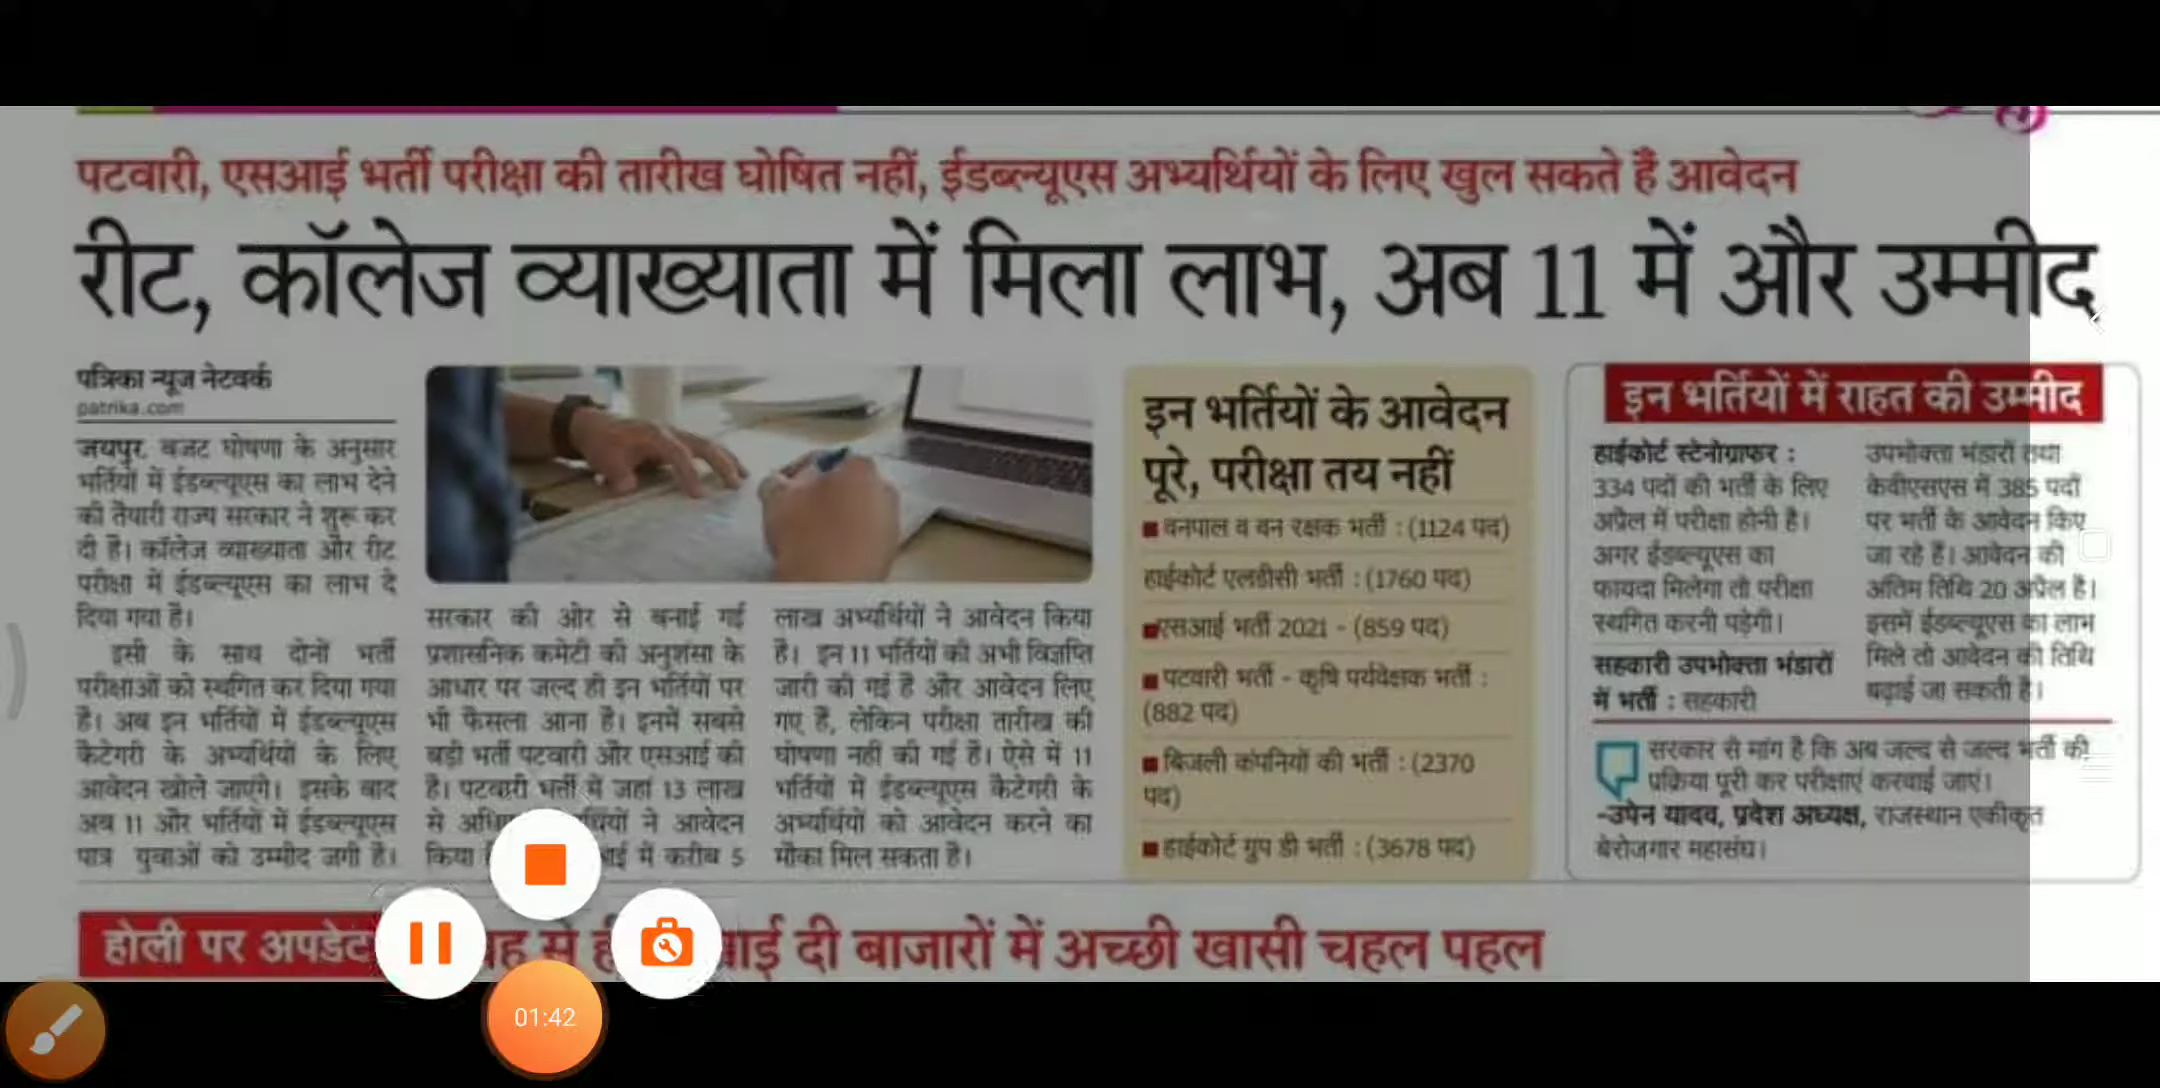 पटवारी, एसआई भर्ती परीक्षा की तारीख घोषित नहीं, ईडब्ल्यूएस अभ्यर्थियों के लिए खुल सकते हैं आवेदन
रीट, कॉलेज व्याख्याता में मिला लाभ, अब 11 में और उम्मीद
पत्रिका न्यूज नेटवर्क
patrika.com
जयपुर. बजट घोषणा के अनुसार
भर्तियों में ईडब्ल्यूएस का लाभ देने
की तैयारी राज्य सरकार ने शुरू कर
दी है। कॉलेज व्याख्याता और रीट
परीक्षा में ईडब्ल्यूएस का लाभ दे
दिया गया है।
इसी के साथ दोनों भर्ती
परीक्षाओं को स्थगित कर दिया गया
है। अब इन भर्तियों में ईडब्ल्यूएस
कैटेगरी के अभ्यर्थियों के लिए
आवेदन खोले जाएंगे। इसके बाद
अब 11 और भर्तियों में ईडब्ल्यूएस
पात्र युवाओं को उम्मीद जगी है।
सरकार की ओर से बनाई गई
प्रशासनिक कमेटी की अनुशंसा के
आधार पर जल्द ही इन भर्तियों पर
भी फैसला आना है। इनमें सबसे
बड़ी भर्ती पटवारी और एसआई की
है। पटवारी भर्ती में जहां 13 लाख
से ने आवेदन
किया में करीब 5
लाख अभ्यर्थियों ने आवेदन किया
है। इन 11 भर्तियों की अभी विज्ञप्ति
जारी की गई है और आवेदन लिए
गए हैं, लेकिन परीक्षा तारीख की
घोषणा नहीं की गई है। ऐसे में 11
भर्तियों में ईडब्ल्यूएस कैटेगरी के
अभ्यर्थियों को आवेदन करने का
मौका मिल सकता है।
इन भर्तियों के आवेदन
पूरे, परीक्षा तय नहीं
वनपाल व वन रक्षक भर्ती : (1124 पद)
हाईकोर्ट एलडीसी भर्ती : (1760 पद)
एसआई भर्ती 2021 - (859 पद)
पटवारी भर्ती - कृषि पर्यवेक्षक भर्ती :
(882 पद)
बिजली कंपनियों की भर्ती : (2370
पद)
हाईकोर्ट ग्रुप डी भर्ती : (3678 पद)
इन भर्तियों में राहत की उम्मीद
हाईकोर्ट स्टेनोग्राफर :
334 पदों की भर्ती के लिए
अप्रैल में परीक्षा होनी है।
अगर ईडब्ल्यूएस का
फायदा मिलेगा तो परीक्षा
स्थगित करनी पड़ेगी।
सहकारी उपभोक्ता भंडारों
में भर्ती : सहकारी
उपभोक्ता भंडारों तथा
केवीएसएस में 385 पदों
पर भर्ती के आवेदन किए
जा रहे हैं। आवेदन की
अंतिम तिथि 20 अप्रैल है।
इसमें ईडब्ल्यूएस का लाभ
मिले तो आवेदन की तिथि
बढ़ाई जा सकती है।
सरकार से मांग है कि अब जल्द से जल्द भर्ती की
प्रक्रिया पूरी कर परीक्षाएं करवाई जाएं।
-उपेन यादव, प्रदेश अध्यक्ष, राजस्थान एकीकृत
बेरोजगार महासंघ।
होली पर अपडेट से दी बाजारों में अच्छी खासी चहल पहल
01:42